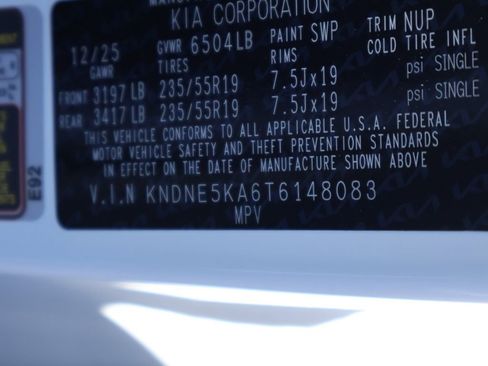 KIA CORPORATION
12/25 GVWR 6504LB PAINT SWP TRIM NUP
GAWR TIRES RIMS COLD TIRE INFL
FRONT 3197LB 235/55R19 7.5Jx19 psi SINGLE
REAR 3417LB 235/55R19 7.5Jx19 psi SINGLE
THIS VEHICLE CONFORMS TO ALL APPLICABLE U.S.A. FEDERAL
MOTOR VEHICLE SAFETY AND THEFT PREVENTION STANDARDS
IN EFFECT ON THE DATE OF MANUFACTURE SHOWN ABOVE
V.I.N KNDNE5KA6T6148083
MPV
E92